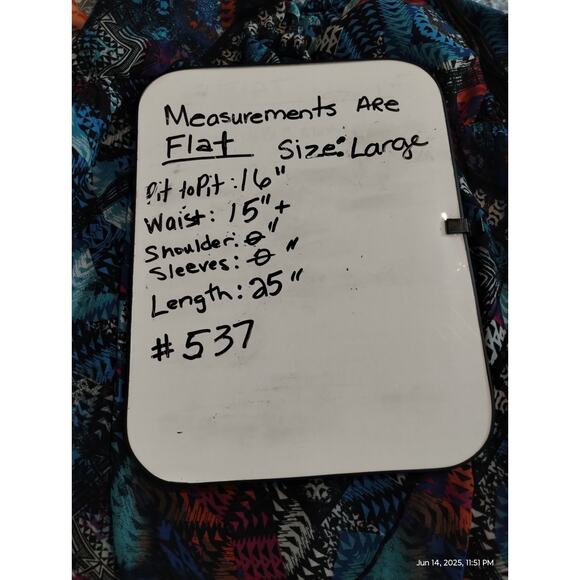 Measurements ARe
Flat Size: Large
Pit to Pit: 16"
Waist: 15"+
Shoulder: 0"
Sleeves: 0"
Length: 25"
#537
Jun 14, 2025, 11:51 PM